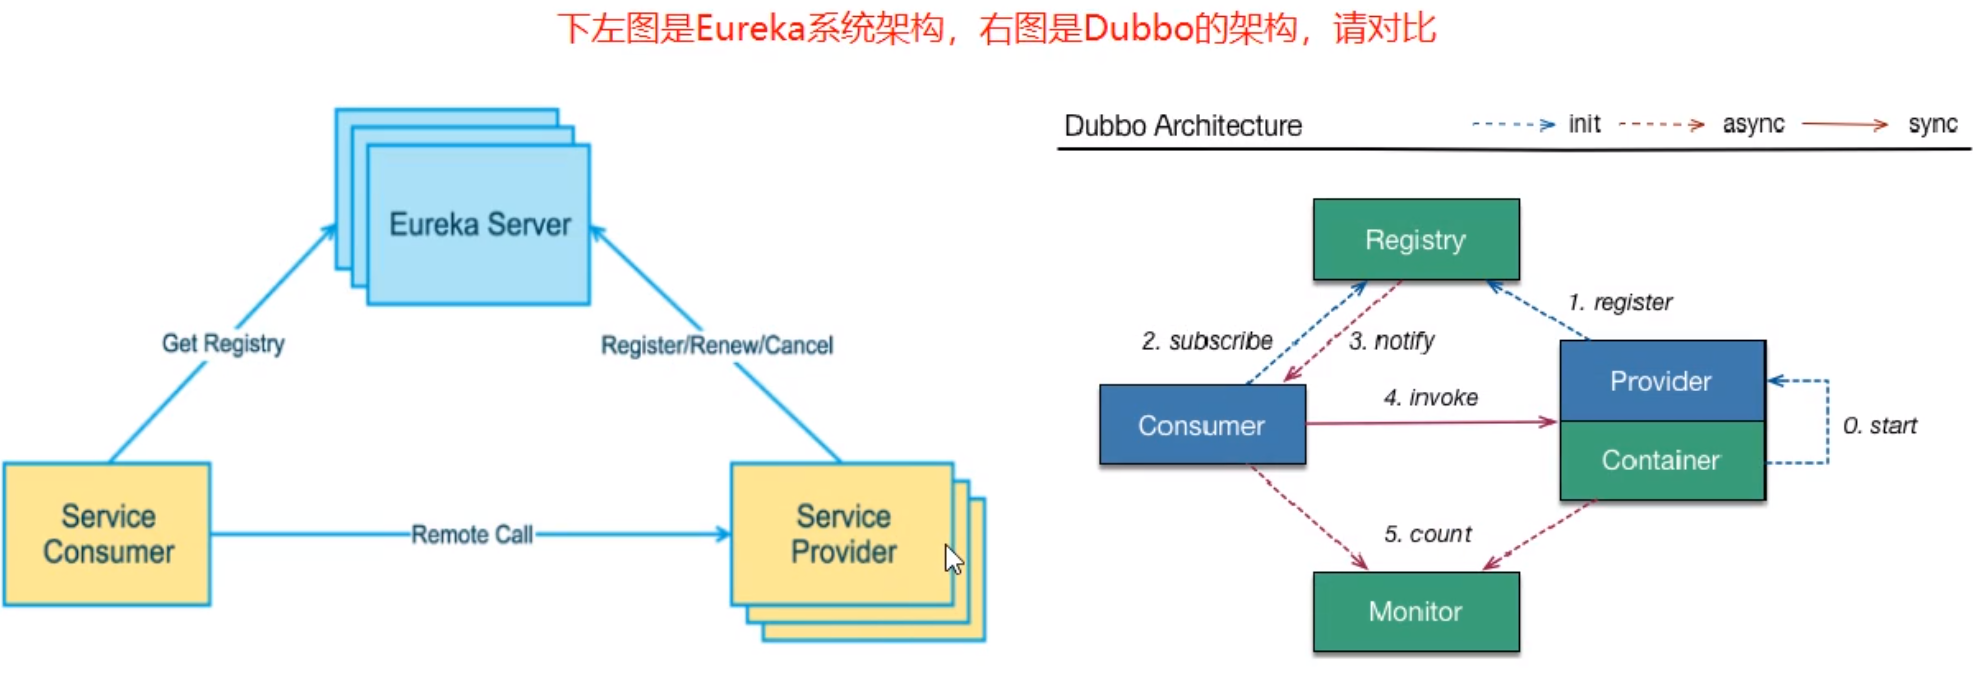 下左图是Eureka系统架构，右图是Dubbo的架构，请对比
Eureka Server
Get Registry
Register/Renew/Cancel
Service
Consumer
Remote Call
Service
Provider
Dubbo Architecture
init
async
sync
Registry
1. register
2. subscribe
3. notify
Provider
4. invoke
Consumer
0. start
Container
5. count
Monitor